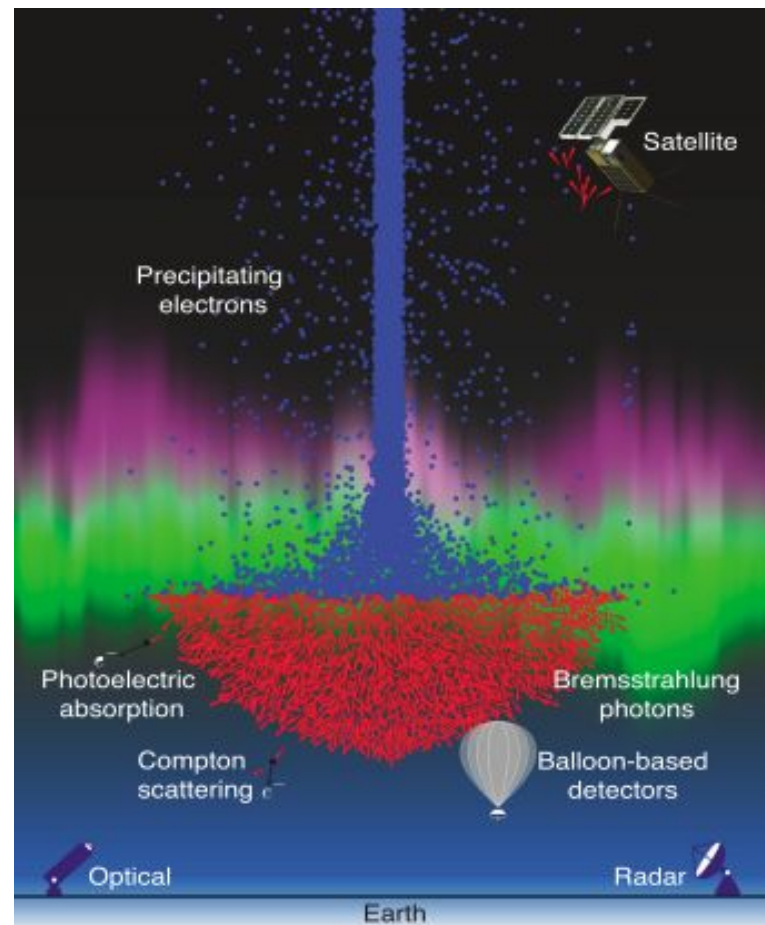 Satellite
Precipitating
electrons
e⁻
Photoelectric
absorption
Bremsstrahlung
photons
Compton
scattering e⁻
Balloon-based
detectors
Optical
Radar
Earth